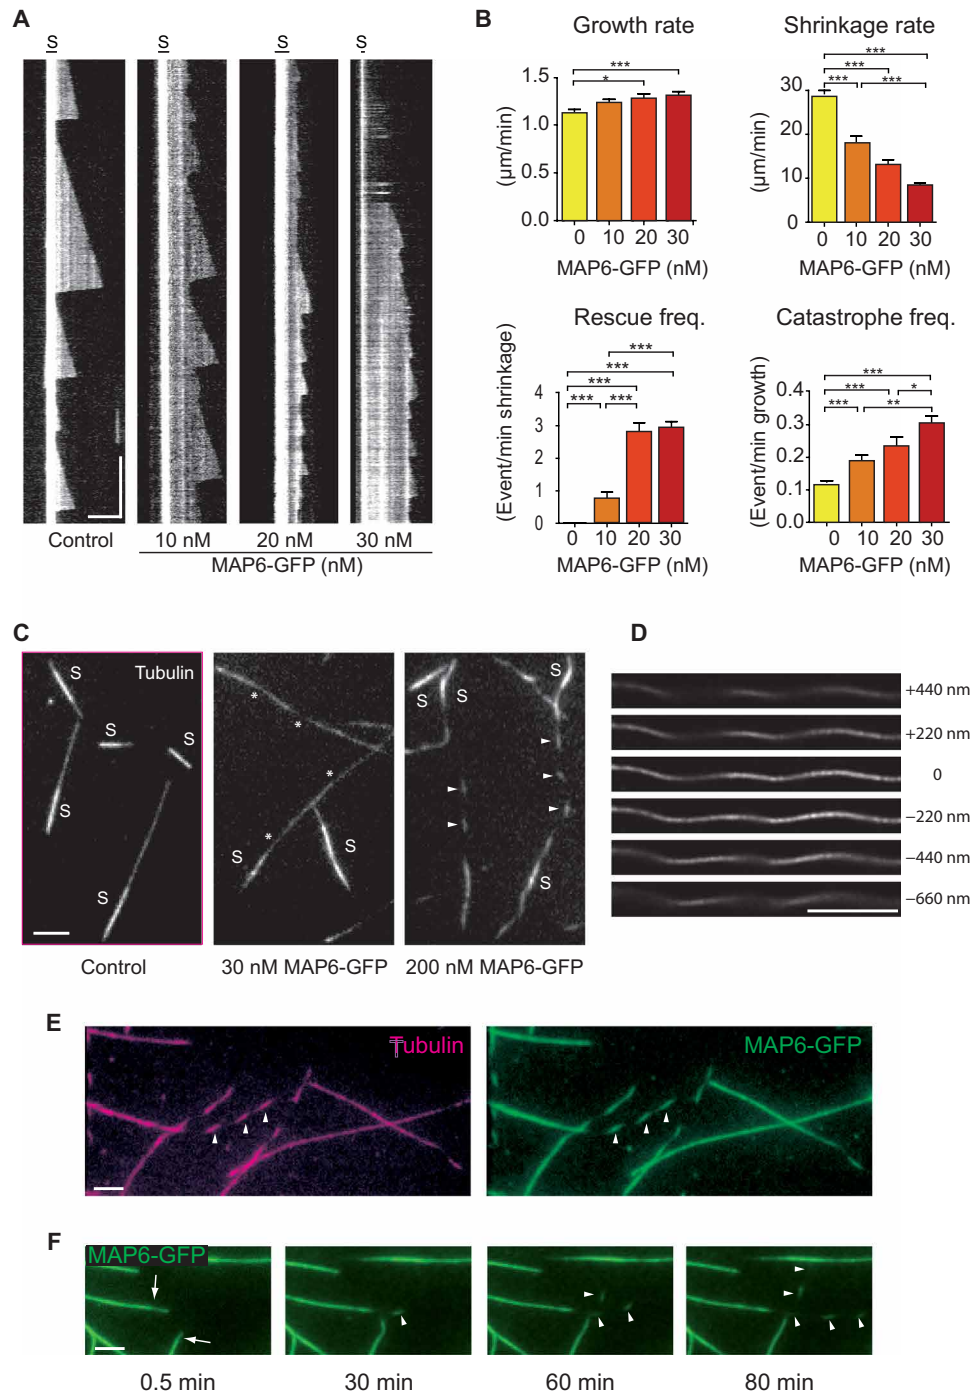 A
S
S
S
S
Control
10 nM
20 nM
30 nM
MAP6-GFP (nM)
B
Growth rate
***
*
(µm/min)
1.5
1.0
0.5
0.0
0 10 20 30
MAP6-GFP (nM)
Shrinkage rate
***
***
*** ***
(µm/min)
30
20
10
0
0 10 20 30
MAP6-GFP (nM)
Rescue freq.
***
***
***
*** ***
(Event/min shrinkage)
4
3
2
1
0
0 10 20 30
MAP6-GFP (nM)
Catastrophe freq.
***
*** *
*** **
(Event/min growth)
0.4
0.3
0.2
0.1
0.0
0 10 20 30
MAP6-GFP (nM)
C
Tubulin
S
S
S
S
S
Control
*
*
*
*
S
S
30 nM MAP6-GFP
S
S
S
S
200 nM MAP6-GFP
D
+440 nm
+220 nm
0
−220 nm
−440 nm
−660 nm
E
Tubulin
MAP6-GFP
F
MAP6-GFP
0.5 min
30 min
60 min
80 min